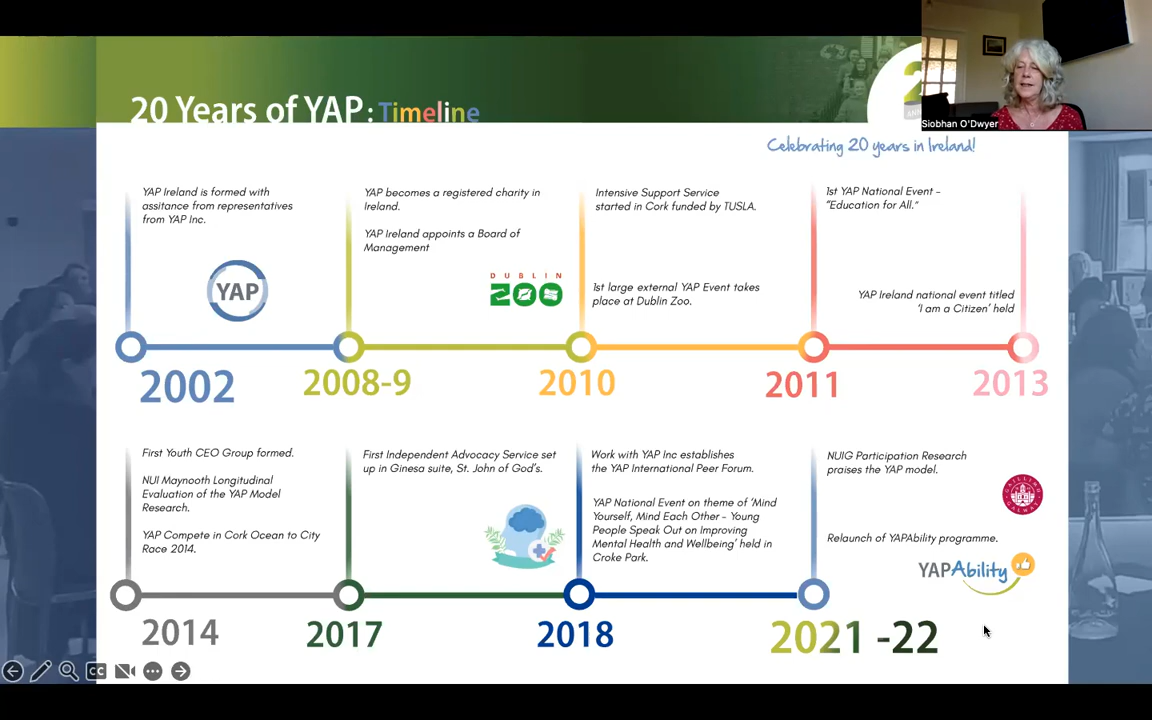 20 Years of YAP: Timeline
Siobhan O'Dwyer
Celebrating 20 years in Ireland!
YAP Ireland is formed with
assitance from representatives
from YAP Inc.
YAP
2002
YAP becomes a registered charity in
Ireland.
YAP Ireland appoints a Board of
Management
DUBLIN
ZOO
2008-9
Intensive Support Service
started in Cork funded by TUSLA.
1st large external YAP Event takes
place at Dublin Zoo.
2010
1st YAP National Event –
"Education for All."
2011
YAP Ireland national event titled
'I am a Citizen' held
2013
First Youth CEO Group formed.
NUI Maynooth Longitudinal
Evaluation of the YAP Model
Research.
YAP Compete in Cork Ocean to City
Race 2014.
2014
First Independent Advocacy Service set
up in Ginesa suite, St. John of God's.
2017
Work with YAP Inc establishes
the YAP International Peer Forum.
YAP National Event on theme of 'Mind
Yourself, Mind Each Other – Young
People Speak Out on Improving
Mental Health and Wellbeing' held in
Croke Park.
2018
NUIG Participation Research
praises the YAP model.
Relaunch of YAPAbility programme.
YAPAbility
2021 -22
CC